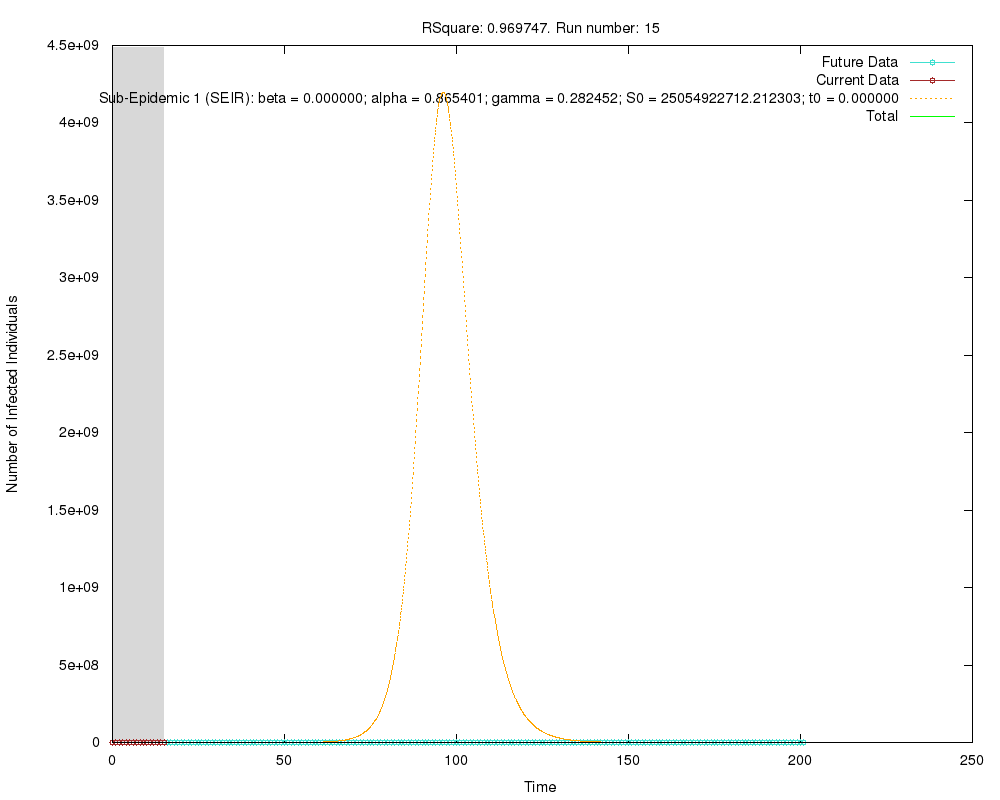 RSquare: 0.969747. Run number: 15
4.5e+09
4e+09
3.5e+09
3e+09
2.5e+09
2e+09
1.5e+09
1e+09
5e+08
0
Number of Infected Individuals
Future Data
Current Data
Sub-Epidemic 1 (SEIR): beta = 0.000000; alpha = 0.865401; gamma = 0.282452; S0 = 25054922712.212303; t0 = 0.000000
Total
0 50 100 150 200 250
Time